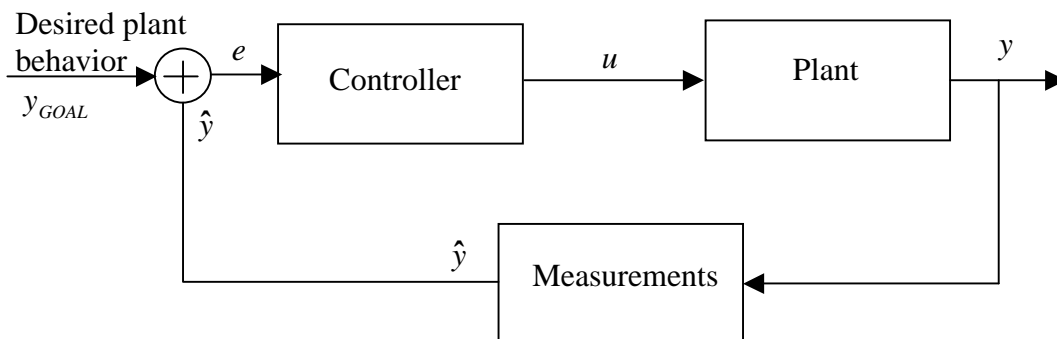 Desired plant
behavior
y_GOAL
e
Controller
u
Plant
y
ŷ
ŷ
Measurements